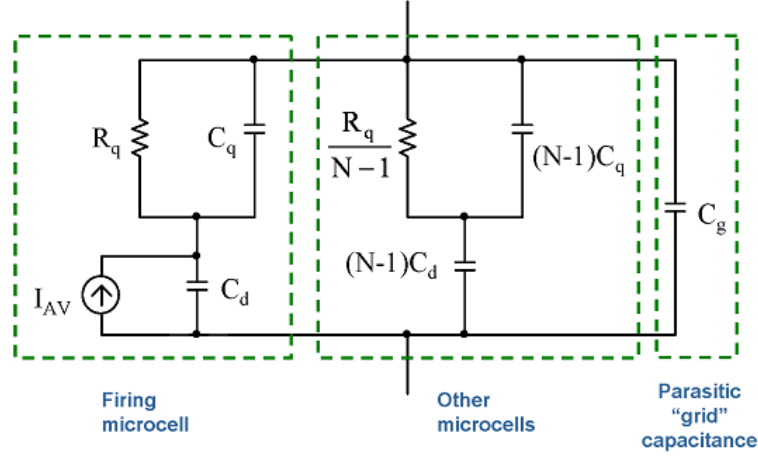 R_q
C_q
I_AV
C_d
R_q
N−1
(N-1)C_q
(N-1)C_d
C_g
Firing
microcell
Other
microcells
Parasitic
“grid”
capacitance